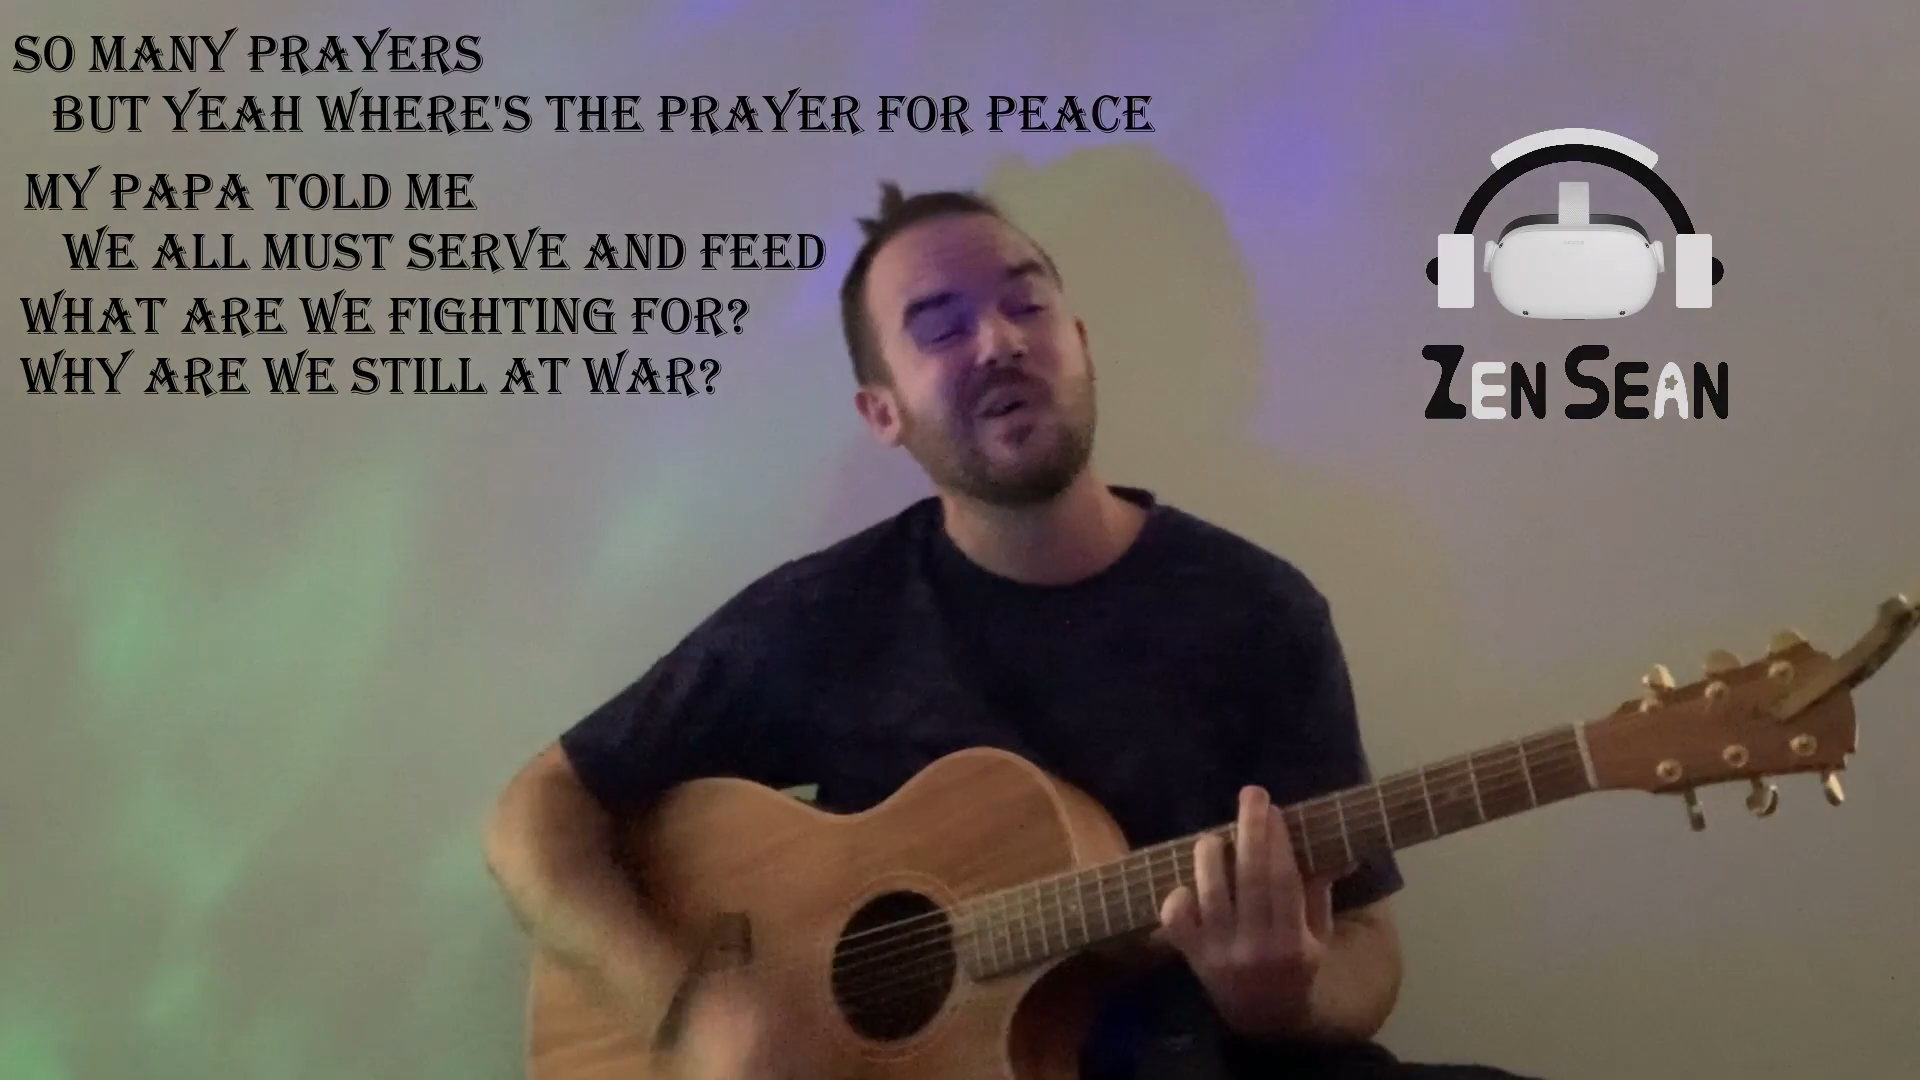 SO MANY PRAYERS
BUT YEAH WHERE'S THE PRAYER FOR PEACE
MY PAPA TOLD ME
WE ALL MUST SERVE AND FEED
WHAT ARE WE FIGHTING FOR?
WHY ARE WE STILL AT WAR?
ZEN SEAN